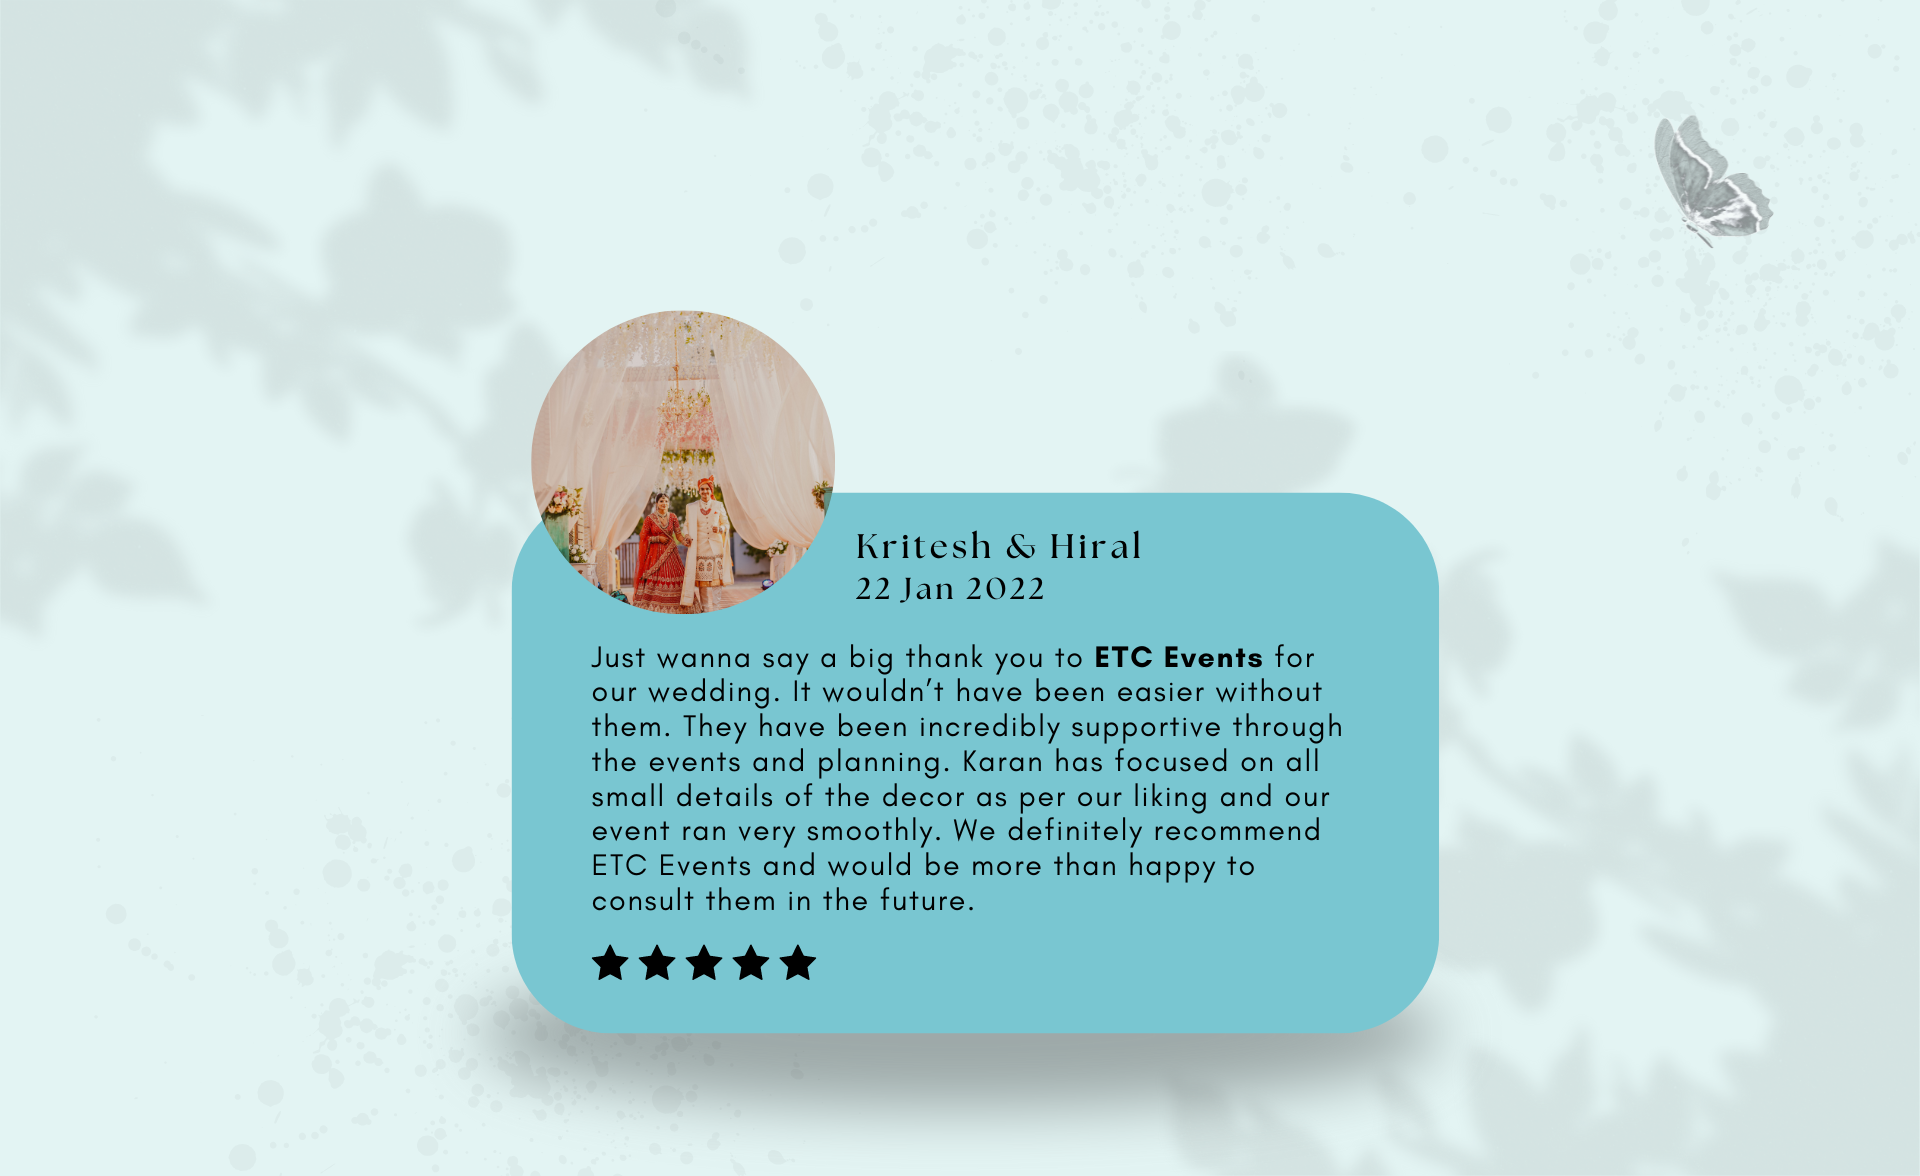 Kritesh & Hiral
22 Jan 2022
Just wanna say a big thank you to ETC Events for
our wedding. It wouldn’t have been easier without
them. They have been incredibly supportive through
the events and planning. Karan has focused on all
small details of the decor as per our liking and our
event ran very smoothly. We definitely recommend
ETC Events and would be more than happy to
consult them in the future.